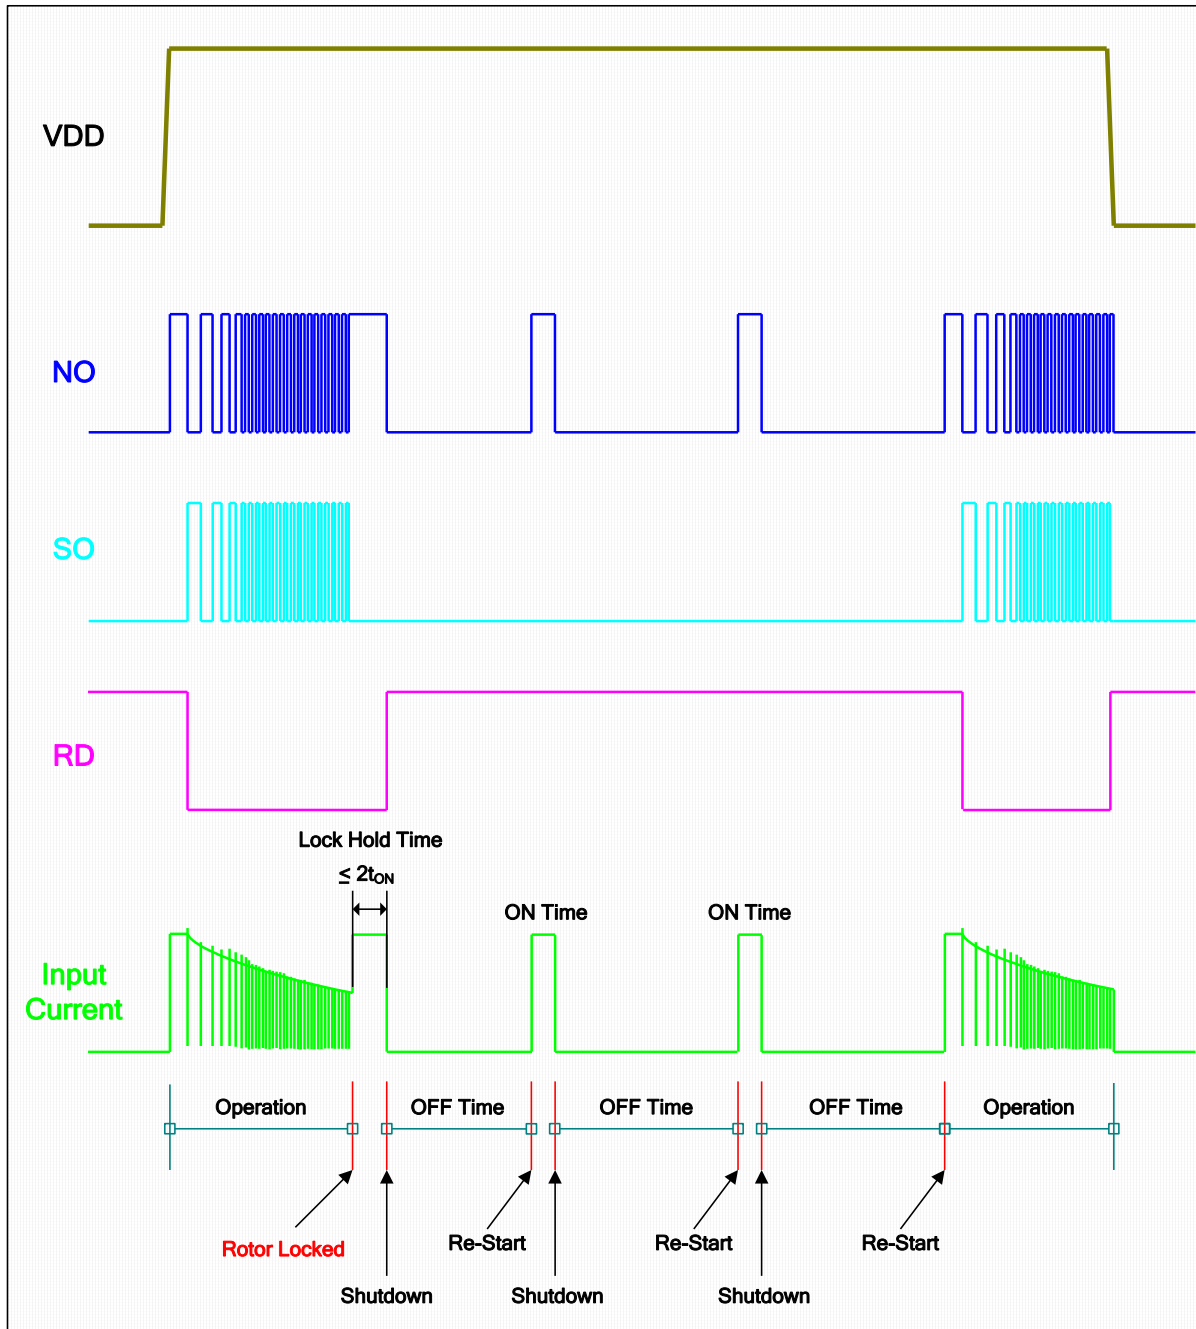 VDD
NO
SO
RD
Lock Hold Time
≤ 2tON
ON Time
ON Time
Input
Current
Operation
OFF Time
OFF Time
OFF Time
Operation
Rotor Locked
Re-Start
Re-Start
Re-Start
Shutdown
Shutdown
Shutdown